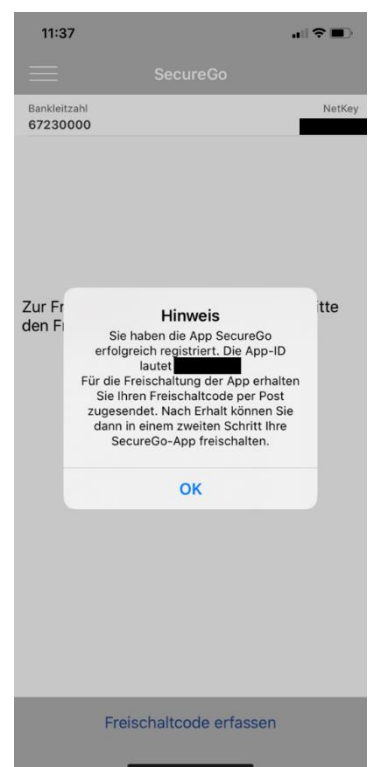 11:37
SecureGo
Bankleitzahl NetKey
67230000
Zur Fr itte
den Fr
Hinweis
Sie haben die App SecureGo
erfolgreich registriert. Die App-ID
lautet
Für die Freischaltung der App erhalten
Sie Ihren Freischaltcode per Post
zugesendet. Nach Erhalt können Sie
dann in einem zweiten Schritt Ihre
SecureGo-App freischalten.
OK
Freischaltcode erfassen